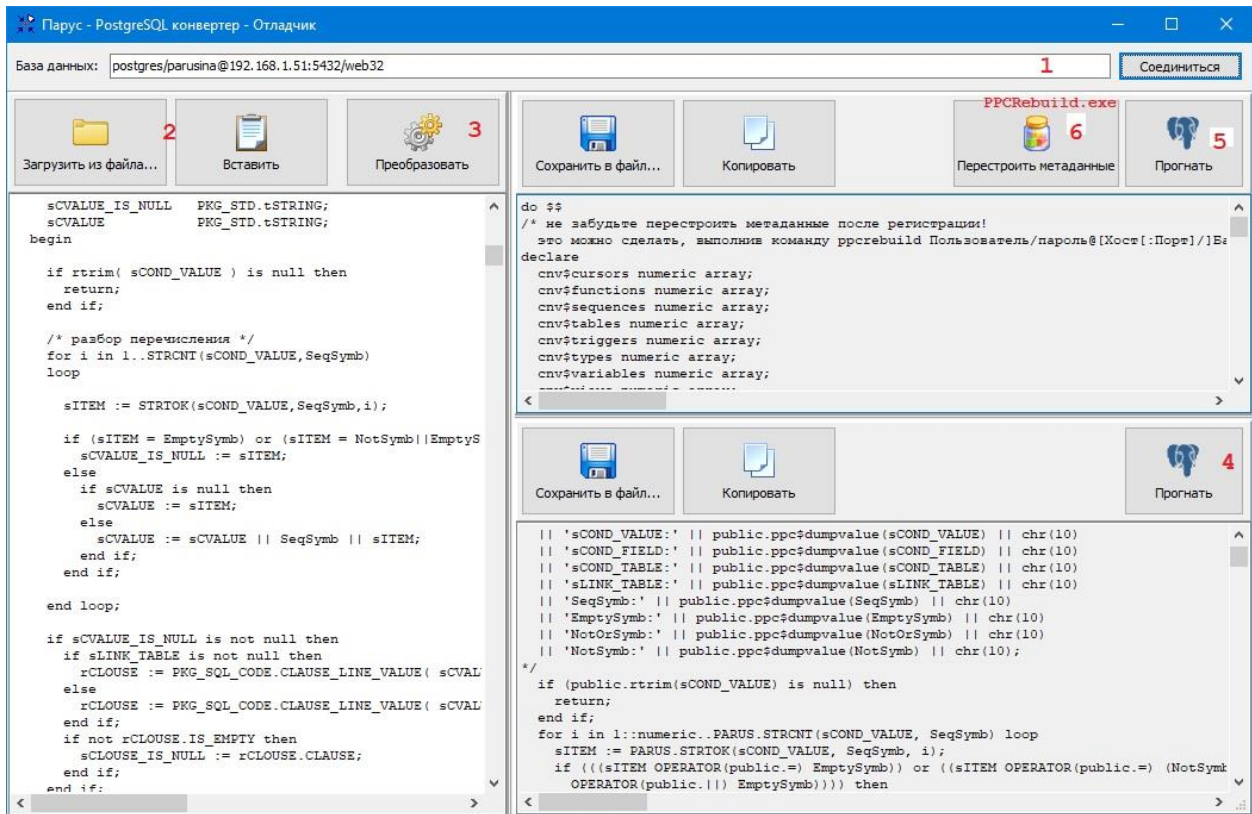 Парус - PostgreSQL конвертер - Отладчик
База данных: postgres/parusina@192.168.1.51:5432/web32 1 Соединиться
PPCRebuild.exe
2 3 6 5
Загрузить из файла... Вставить Преобразовать Сохранить в файл... Копировать Перестроить метаданные Прогнать
sCVALUE_IS_NULL PKG_STD.tSTRING;
sCVALUE PKG_STD.tSTRING;
begin
if rtrim( sCOND_VALUE ) is null then
return;
end if;
/* разбор перечисления */
for i in 1..STRCNT(sCOND_VALUE,SeqSymb)
loop
sITEM := STRTOK(sCOND_VALUE,SeqSymb,i);
if (sITEM = EmptySymb) or (sITEM = NotSymb||EmptyS
sCVALUE_IS_NULL := sITEM;
else
if sCVALUE is null then
sCVALUE := sITEM;
else
sCVALUE := sCVALUE || SeqSymb || sITEM;
end if;
end if;
end loop;
if sCVALUE_IS_NULL is not null then
if sLINK_TABLE is not null then
rCLOUSE := PKG_SQL_CODE.CLAUSE_LINE_VALUE( sCVAL
else
rCLOUSE := PKG_SQL_CODE.CLAUSE_LINE_VALUE( sCVAL
end if;
if not rCLOUSE.IS_EMPTY then
sCLOUSE_IS_NULL := rCLOUSE.CLAUSE;
end if;
end if;
do $$
/* не забудьте перестроить метаданные после регистрации!
это можно сделать, выполнив команду ppcrebuild Пользователь/пароль@[Хост[:Порт]/]Ба
declare
cnv$cursors numeric array;
cnv$functions numeric array;
cnv$sequences numeric array;
cnv$tables numeric array;
cnv$triggers numeric array;
cnv$types numeric array;
cnv$variables numeric array;
Сохранить в файл... Копировать Прогнать 4
|| 'sCOND_VALUE:' || public.ppc$dumpvalue(sCOND_VALUE) || chr(10)
|| 'sCOND_FIELD:' || public.ppc$dumpvalue(sCOND_FIELD) || chr(10)
|| 'sCOND_TABLE:' || public.ppc$dumpvalue(sCOND_TABLE) || chr(10)
|| 'sLINK_TABLE:' || public.ppc$dumpvalue(sLINK_TABLE) || chr(10)
|| 'SeqSymb:' || public.ppc$dumpvalue(SeqSymb) || chr(10)
|| 'EmptySymb:' || public.ppc$dumpvalue(EmptySymb) || chr(10)
|| 'NotOrSymb:' || public.ppc$dumpvalue(NotOrSymb) || chr(10)
|| 'NotSymb:' || public.ppc$dumpvalue(NotSymb) || chr(10);
*/
if (public.rtrim(sCOND_VALUE) is null) then
return;
end if;
for i in 1::numeric..PARUS.STRCNT(sCOND_VALUE, SeqSymb) loop
sITEM := PARUS.STRTOK(sCOND_VALUE, SeqSymb, i);
if (((sITEM OPERATOR(public.=) EmptySymb)) or ((sITEM OPERATOR(public.=) (NotSymb
OPERATOR(public.||) EmptySymb)))) then